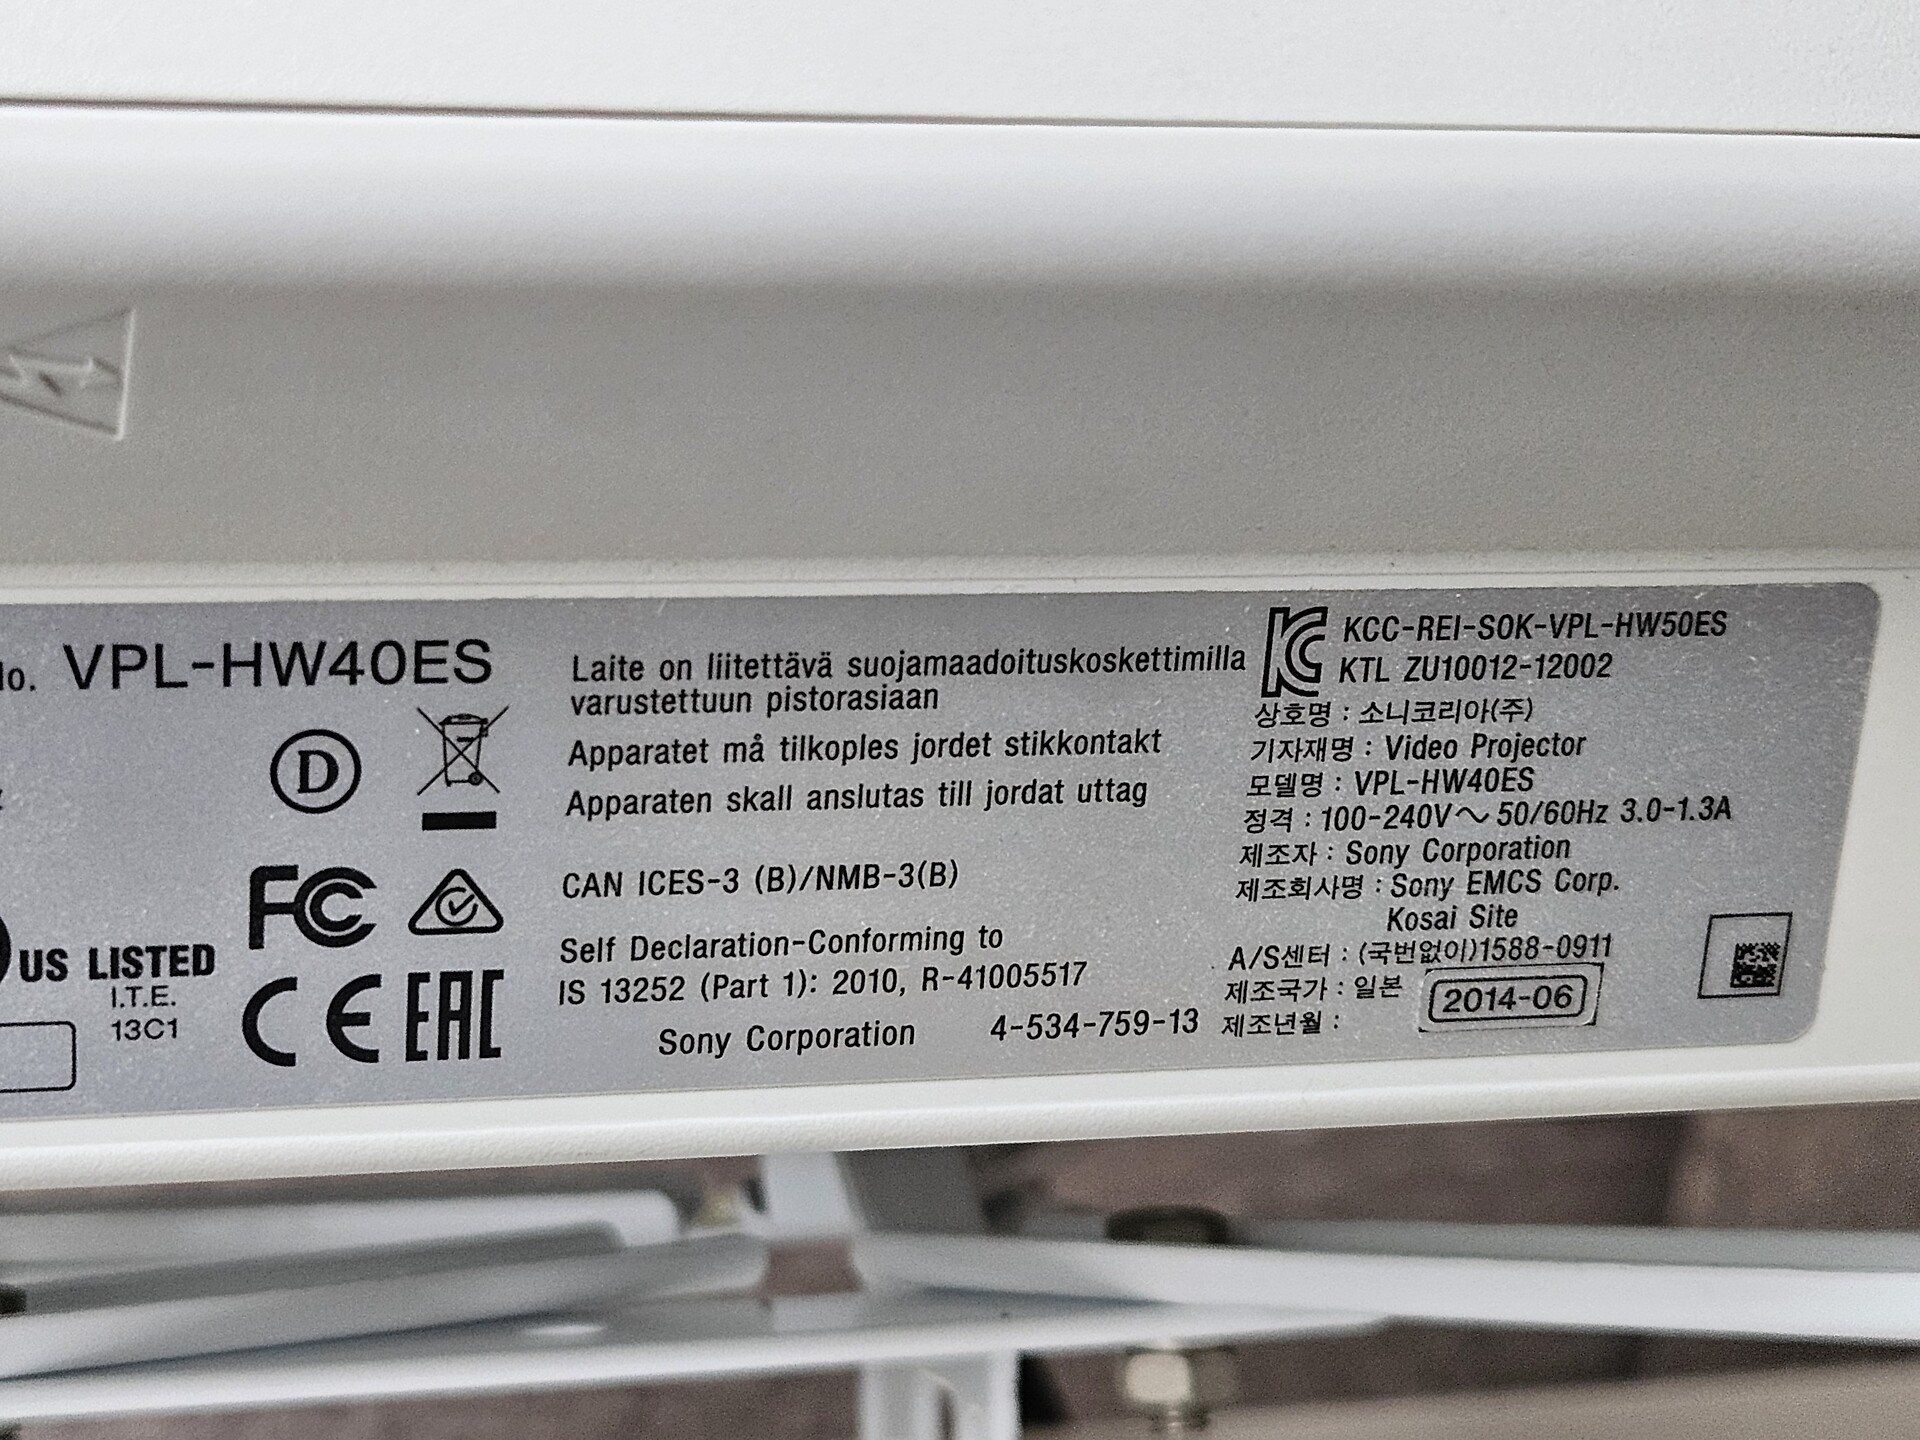 No. VPL-HW40ES
D
FC
CE EAC
US LISTED
I.T.E.
13C1
Laite on liitettävä suojamaadoituskoskettimilla
varustettuun pistorasiaan
Apparatet må tilkoples jordet stikkontakt
Apparaten skall anslutas till jordat uttag
CAN ICES-3 (B)/NMB-3(B)
Self Declaration-Conforming to
IS 13252 (Part 1): 2010, R-41005517
Sony Corporation 4-534-759-13
KCC-REI-SOK-VPL-HW50ES
KTL ZU10012-12002
상호명 : 소니코리아(주)
기자재명 : Video Projector
모델명 : VPL-HW40ES
정격 : 100-240V～ 50/60Hz 3.0-1.3A
제조자 : Sony Corporation
제조회사명 : Sony EMCS Corp.
Kosai Site
A/S센터 : (국번없이)1588-0911
제조국가 : 일본
제조년월 : 2014-06